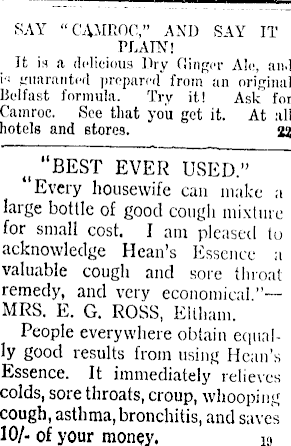 SAY "CAMROC," AND SAY IT
PLAIN!
It is a delicious Dry Ginger Ale, and
is guaranted prepared from an original
Belfast formula. Try it! Ask for
Camroc. See that you get it. At all
hotels and stores. 22
"BEST EVER USED."
"Every housewife can make a
large bottle of good cough mixture
for small cost. I am pleased to
acknowledge Hean's Essence a
valuable cough and sore throat
remedy, and very economical."—
MRS. E. G. ROSS, Eltham.
People everywhere obtain equal-
ly good results from using Hean's
Essence. It immediately relieves
colds, sore throats, croup, whooping
cough, asthma, bronchitis, and saves
10/- of your money. 19